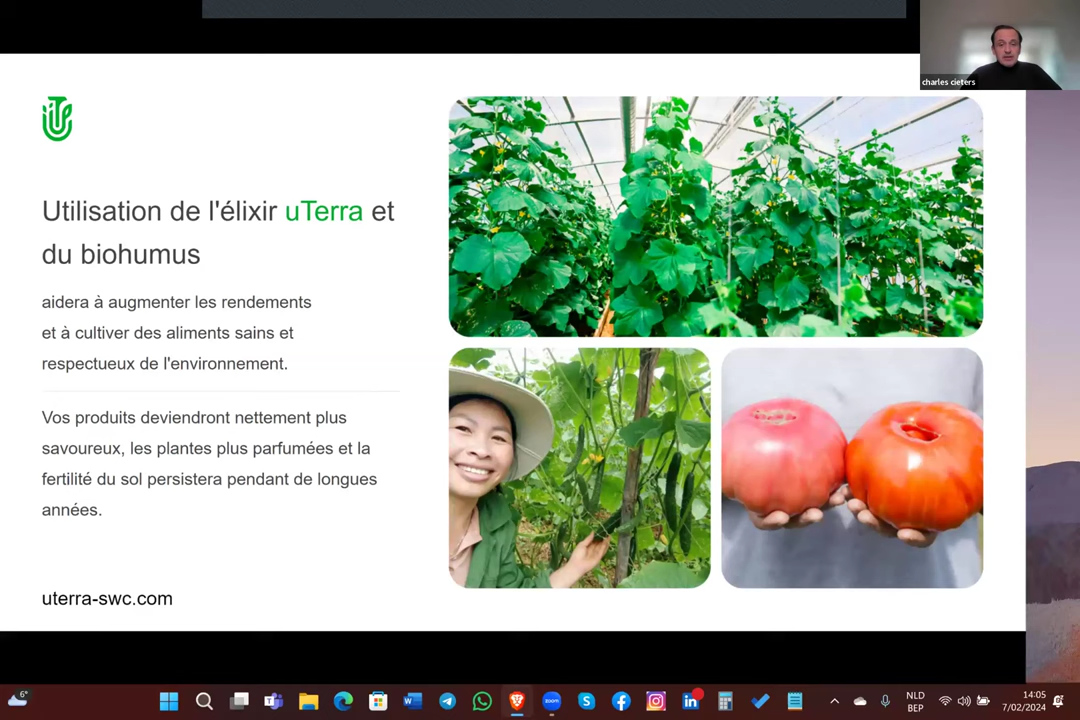 charles cieters
Utilisation de l'élixir uTerra et
du biohumus
aidera à augmenter les rendements
et à cultiver des aliments sains et
respectueux de l'environnement.
Vos produits deviendront nettement plus
savoureux, les plantes plus parfumées et la
fertilité du sol persistera pendant de longues
années.
uterra-swc.com
6°
NLD
BEP
14:05
7/02/2024
zoom